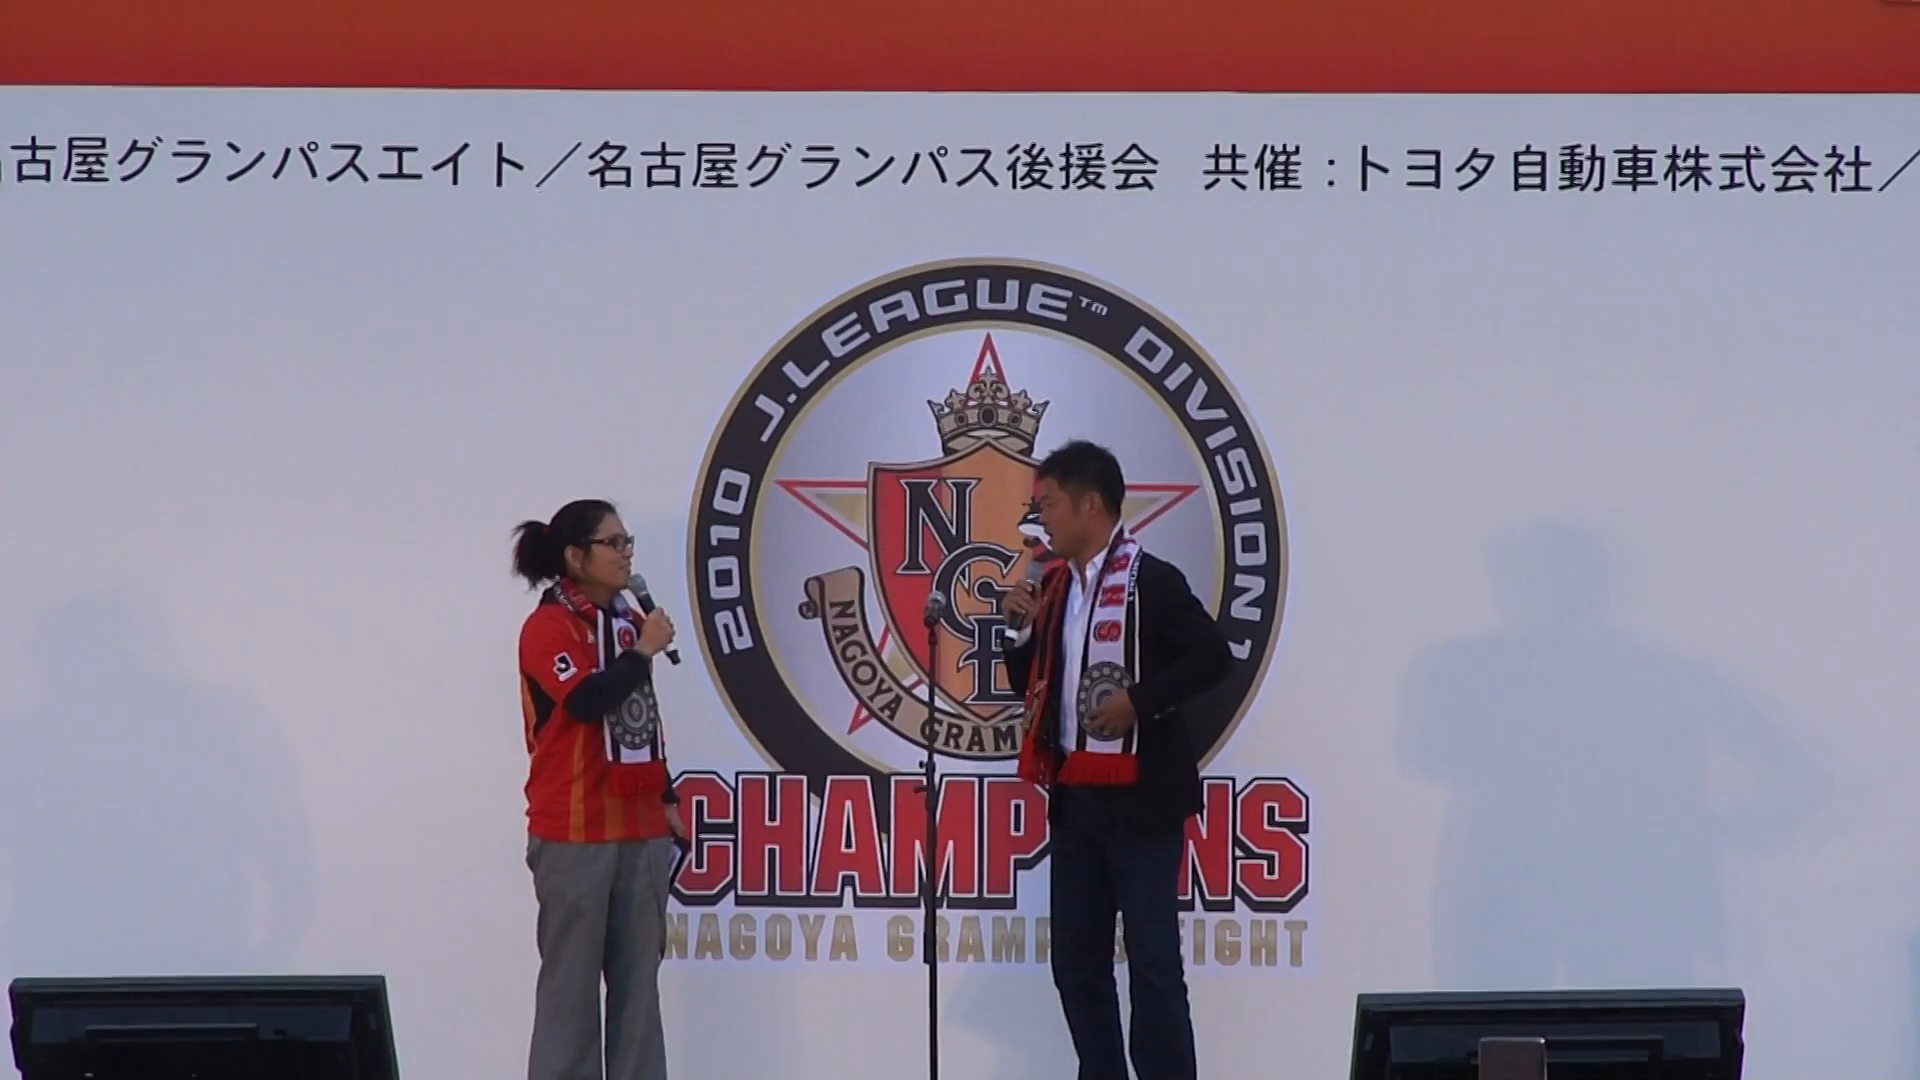 古屋グランパスエイト／名古屋グランパス後援会 共催：トヨタ自動車株式会社／
2010 J.LEAGUE™ DIVISION 1
NGE
NAGOYA GRAM
CHAMP NS
NAGOYA GRAMP EIGHT